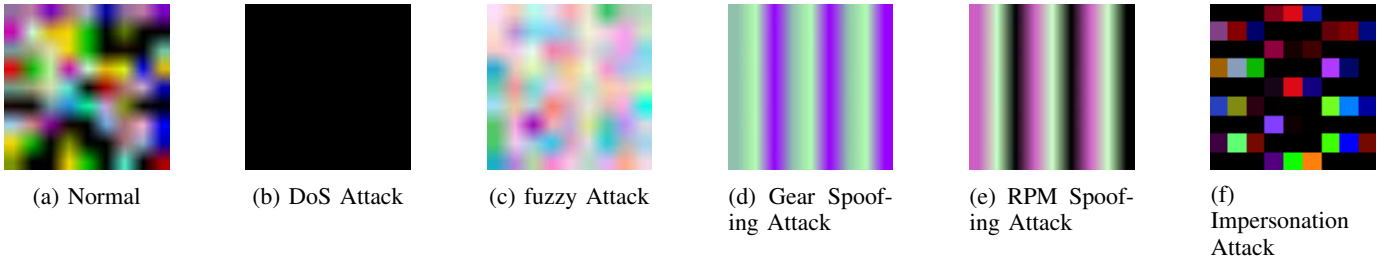 (a) Normal
(b) DoS Attack
(c) fuzzy Attack
(d) Gear Spoof-
ing Attack
(e) RPM Spoof-
ing Attack
(f)
Impersonation
Attack